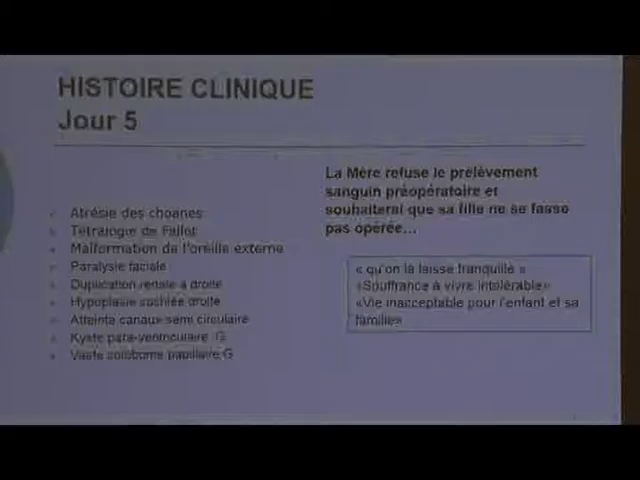 HISTOIRE CLINIQUE
Jour 5
Atrésie des choanes
Tétralogie de Fallot
Malformation de l'oreille externe
Paralysie faciale
Duplication rénale à droite
Hypoplasie cochlée droite
Atteinte canaux semi circulaire
Kyste para-ventriculaire G
Vaste colobome papillaire G
La Mère refuse le prélèvement
sanguin préopératoire et
souhaiterai que sa fille ne se fasse
pas opérée...
« qu'on la laisse tranquille »
«Souffrance à vivre intolérable»
«Vie inacceptable pour l'enfant et sa
famille»